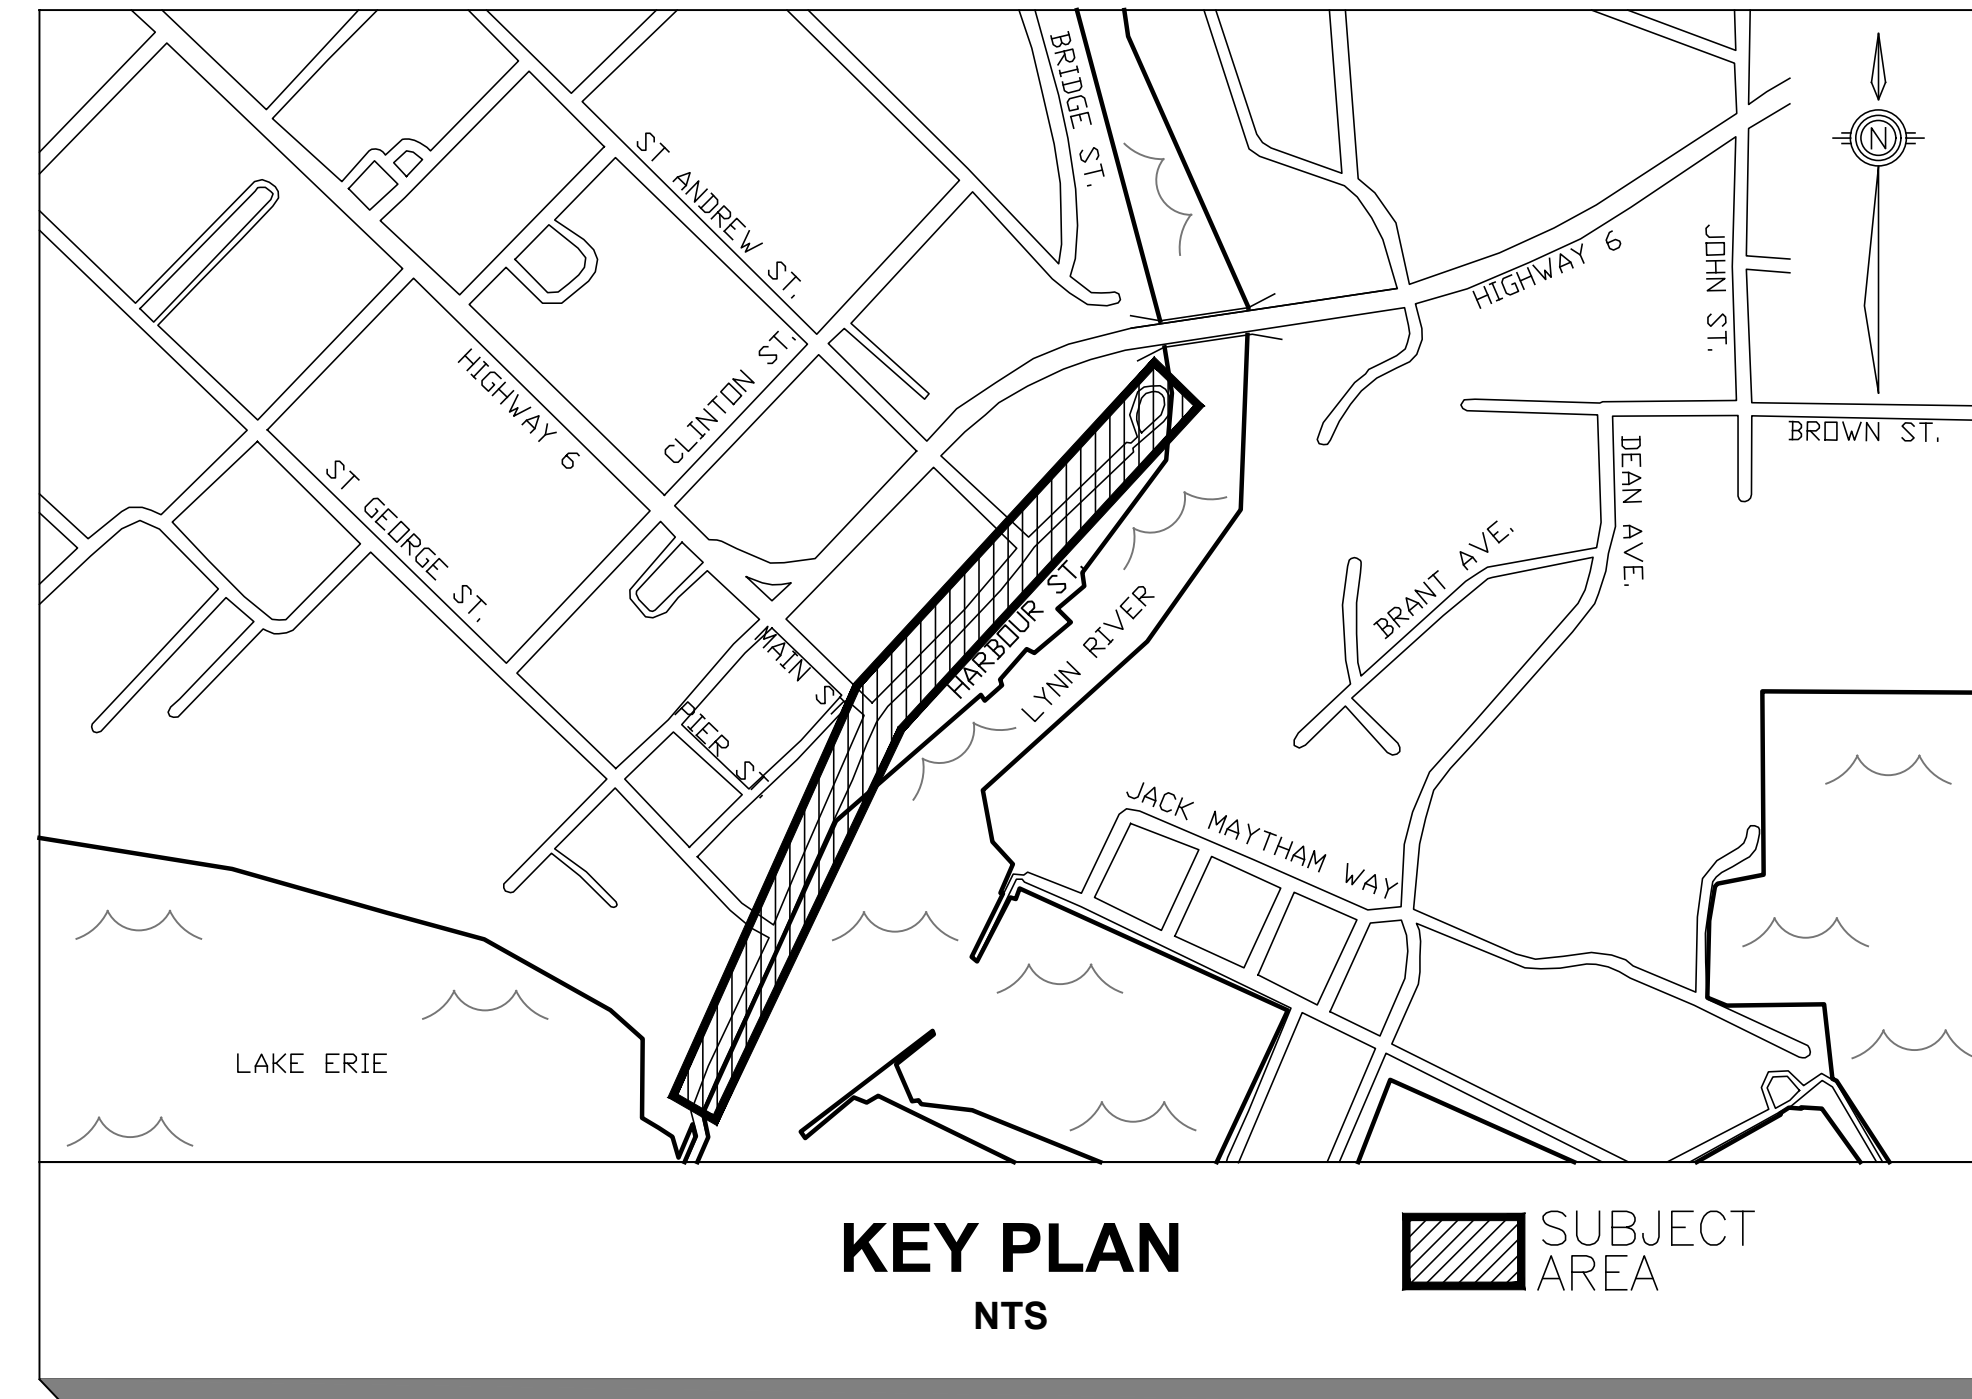 BRIDGE ST.
N
ST ANDREW ST.
HIGHWAY 6
JOHN ST.
CLINTON ST.
HIGHWAY 6
BROWN ST.
DEAN AVE.
ST GEORGE ST.
BRANT AVE.
HARBOUR ST.
LYNN RIVER
MAIN ST.
PIER ST.
JACK MAYTHAM WAY
LAKE ERIE
KEY PLAN
NTS
SUBJECT
AREA